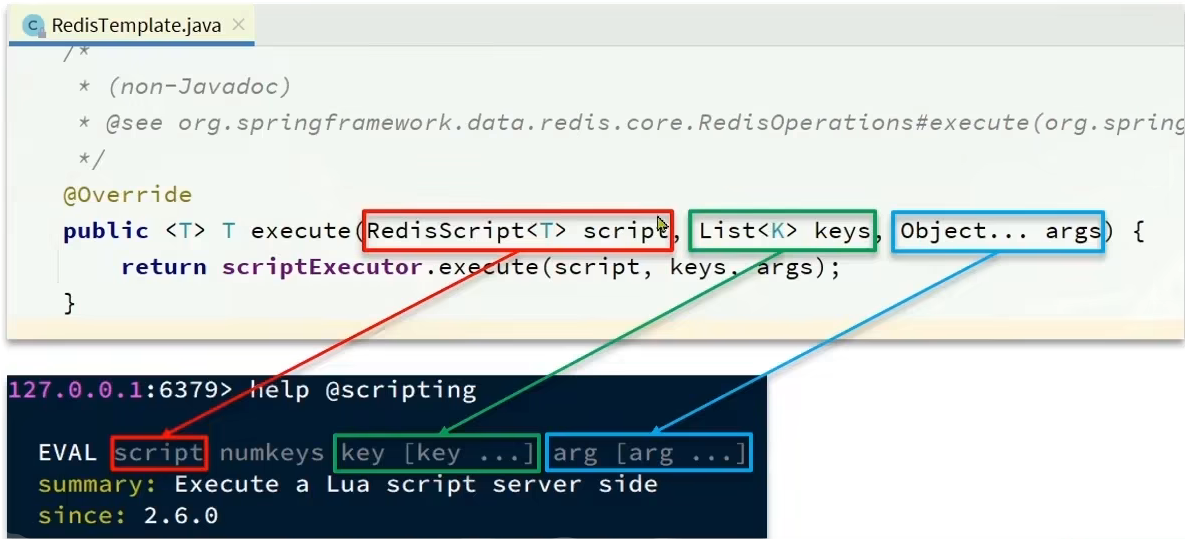 RedisTemplate.java
/*
* (non-Javadoc)
* @see org.springframework.data.redis.core.RedisOperations#execute(org.spring
*/
@Override
public <T> T execute(RedisScript<T> script, List<K> keys, Object... args) {
return scriptExecutor.execute(script, keys, args);
}
127.0.0.1:6379> help @scripting
EVAL script numkeys key [key ...] arg [arg ...]
summary: Execute a Lua script server side
since: 2.6.0